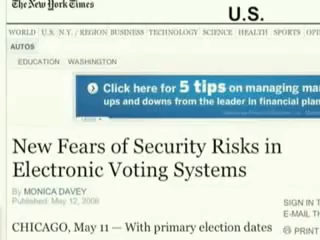 The New York Times
U.S.
WORLD U.S. N.Y. / REGION BUSINESS TECHNOLOGY SCIENCE HEALTH SPORTS
AUTOS
EDUCATION WASHINGTON
Click here for 5 tips on managing
ups and downs from the leader in financial
New Fears of Security Risks in
Electronic Voting Systems
By MONICA DAVEY
Published: May 12, 2006
SIGN IN
E-MAIL
CHICAGO, May 11 — With primary election dates
PRINT